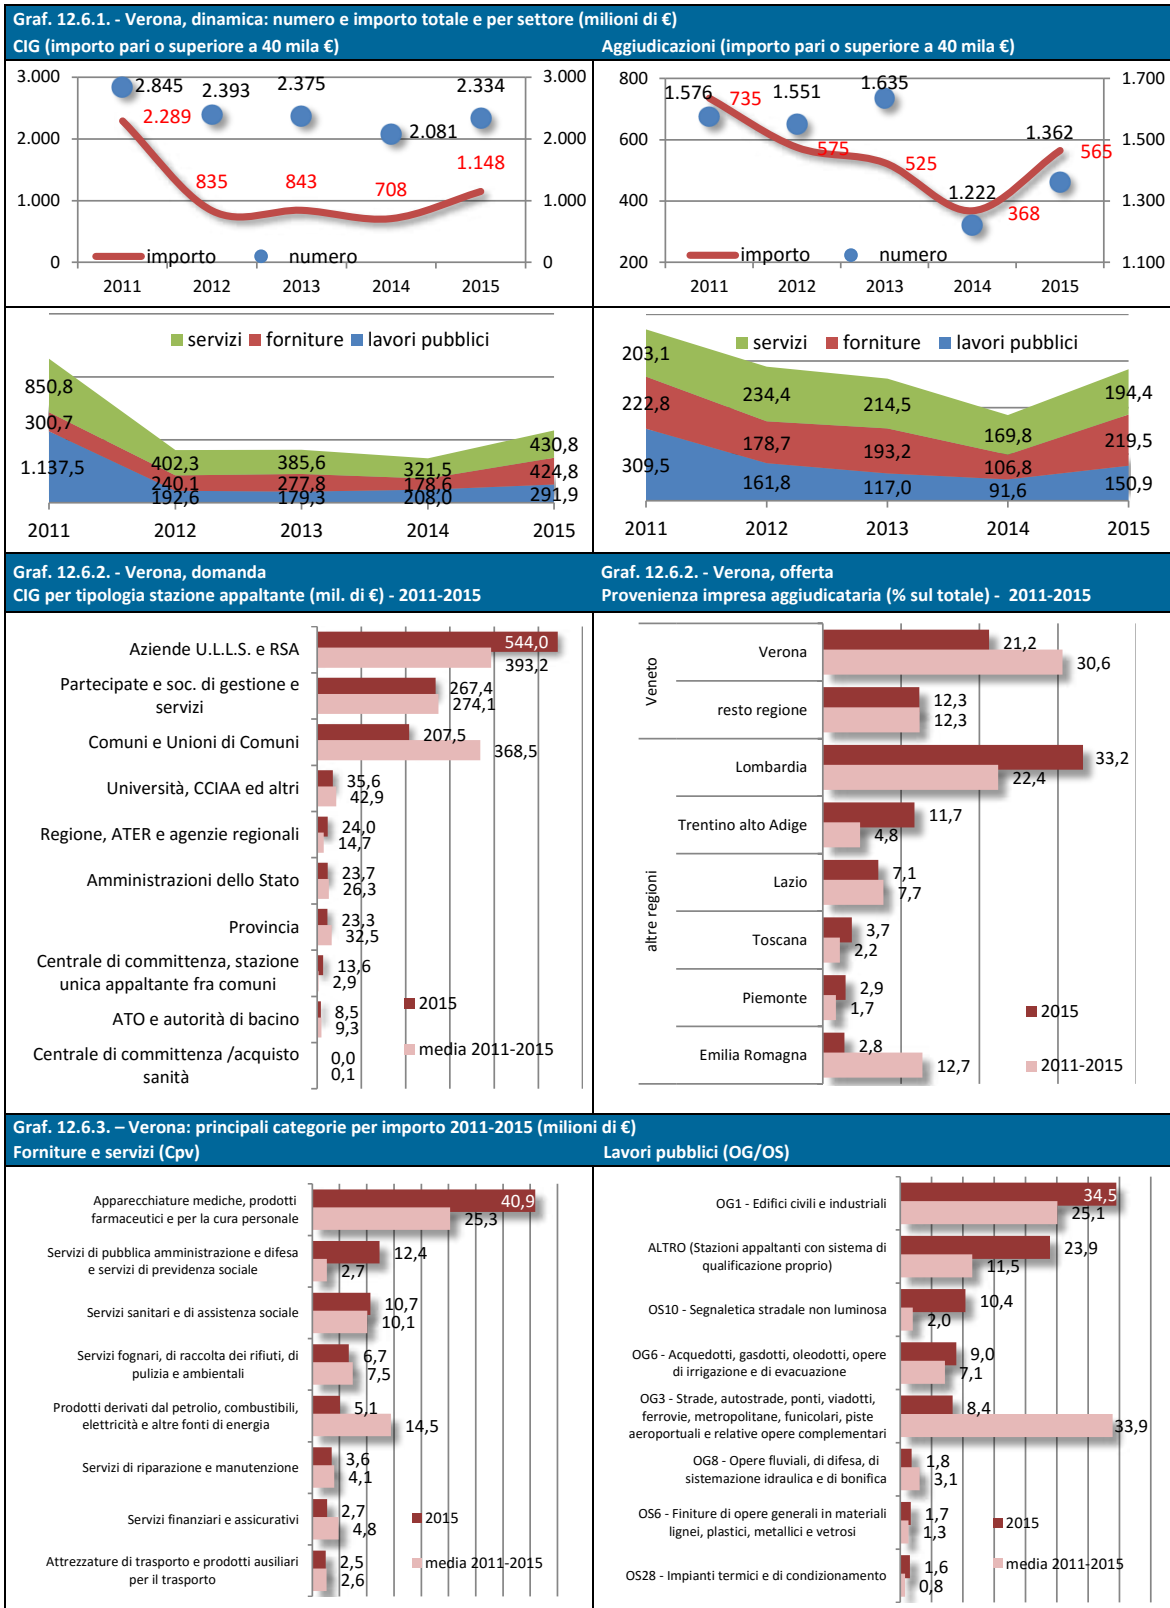 Graf. 12.6.1. - Verona, dinamica: numero e importo totale e per settore (milioni di €)
CIG (importo pari o superiore a 40 mila €)
Aggiudicazioni (importo pari o superiore a 40 mila €)
3.000
2.000
1.000
0
2.845
2.393
2.375
2.081
2.334
2.289
835
843
708
1.148
3.000
2.000
1.000
0
importo
numero
2011
2012
2013
2014
2015
800
600
400
200
1.576
735
1.551
575
1.635
525
1.222
368
1.362
565
1.700
1.500
1.300
1.100
importo
numero
2011
2012
2013
2014
2015
servizi
forniture
lavori pubblici
850,8
300,7
1.137,5
402,3
240,1
192,6
385,6
277,8
179,3
321,5
178,6
208,0
430,8
424,8
291,9
2011
2012
2013
2014
2015
servizi
forniture
lavori pubblici
203,1
222,8
309,5
234,4
178,7
161,8
214,5
193,2
117,0
169,8
106,8
91,6
194,4
219,5
150,9
2011
2012
2013
2014
2015
Graf. 12.6.2. - Verona, domanda
CIG per tipologia stazione appaltante (mil. di €) - 2011-2015
Graf. 12.6.2. - Verona, offerta
Provenienza impresa aggiudicataria (% sul totale) - 2011-2015
Aziende U.L.L.S. e RSA
544,0
393,2
Partecipate e soc. di gestione e
servizi
267,4
274,1
Comuni e Unioni di Comuni
207,5
368,5
Università, CCIAA ed altri
35,6
42,9
Regione, ATER e agenzie regionali
24,0
14,7
Amministrazioni dello Stato
23,7
26,3
Provincia
23,3
32,5
Centrale di committenza, stazione
unica appaltante fra comuni
13,6
2,9
ATO e autorità di bacino
8,5
9,3
Centrale di committenza /acquisto
sanità
0,0
0,1
2015
media 2011-2015
Veneto
Verona
21,2
30,6
resto regione
12,3
12,3
altre regioni
Lombardia
33,2
22,4
Trentino alto Adige
11,7
4,8
Lazio
7,1
7,7
Toscana
3,7
2,2
Piemonte
2,9
1,7
Emilia Romagna
2,8
12,7
2015
2011-2015
Graf. 12.6.3. – Verona: principali categorie per importo 2011-2015 (milioni di €)
Forniture e servizi (Cpv)
Lavori pubblici (OG/OS)
Apparecchiature mediche, prodotti
farmaceutici e per la cura personale
40,9
25,3
Servizi di pubblica amministrazione e difesa
e servizi di previdenza sociale
12,4
2,7
Servizi sanitari e di assistenza sociale
10,7
10,1
Servizi fognari, di raccolta dei rifiuti, di
pulizia e ambientali
6,7
7,5
Prodotti derivati dal petrolio, combustibili,
elettricità e altre fonti di energia
5,1
14,5
Servizi di riparazione e manutenzione
3,6
4,1
Servizi finanziari e assicurativi
2,7
4,8
Attrezzature di trasporto e prodotti ausiliari
per il trasporto
2,5
2,6
2015
media 2011-2015
OG1 - Edifici civili e industriali
34,5
25,1
ALTRO (Stazioni appaltanti con sistema di
qualificazione proprio)
23,9
11,5
OS10 - Segnaletica stradale non luminosa
10,4
2,0
OG6 - Acquedotti, gasdotti, oleodotti, opere
di irrigazione e di evacuazione
9,0
7,1
OG3 - Strade, autostrade, ponti, viadotti,
ferrovie, metropolitane, funicolari, piste
aeroportuali e relative opere complementari
8,4
33,9
OG8 - Opere fluviali, di difesa, di
sistemazione idraulica e di bonifica
1,8
3,1
OS6 - Finiture di opere generali in materiali
lignei, plastici, metallici e vetrosi
1,7
1,3
OS28 - Impianti termici e di condizionamento
1,6
0,8
2015
media 2011-2015